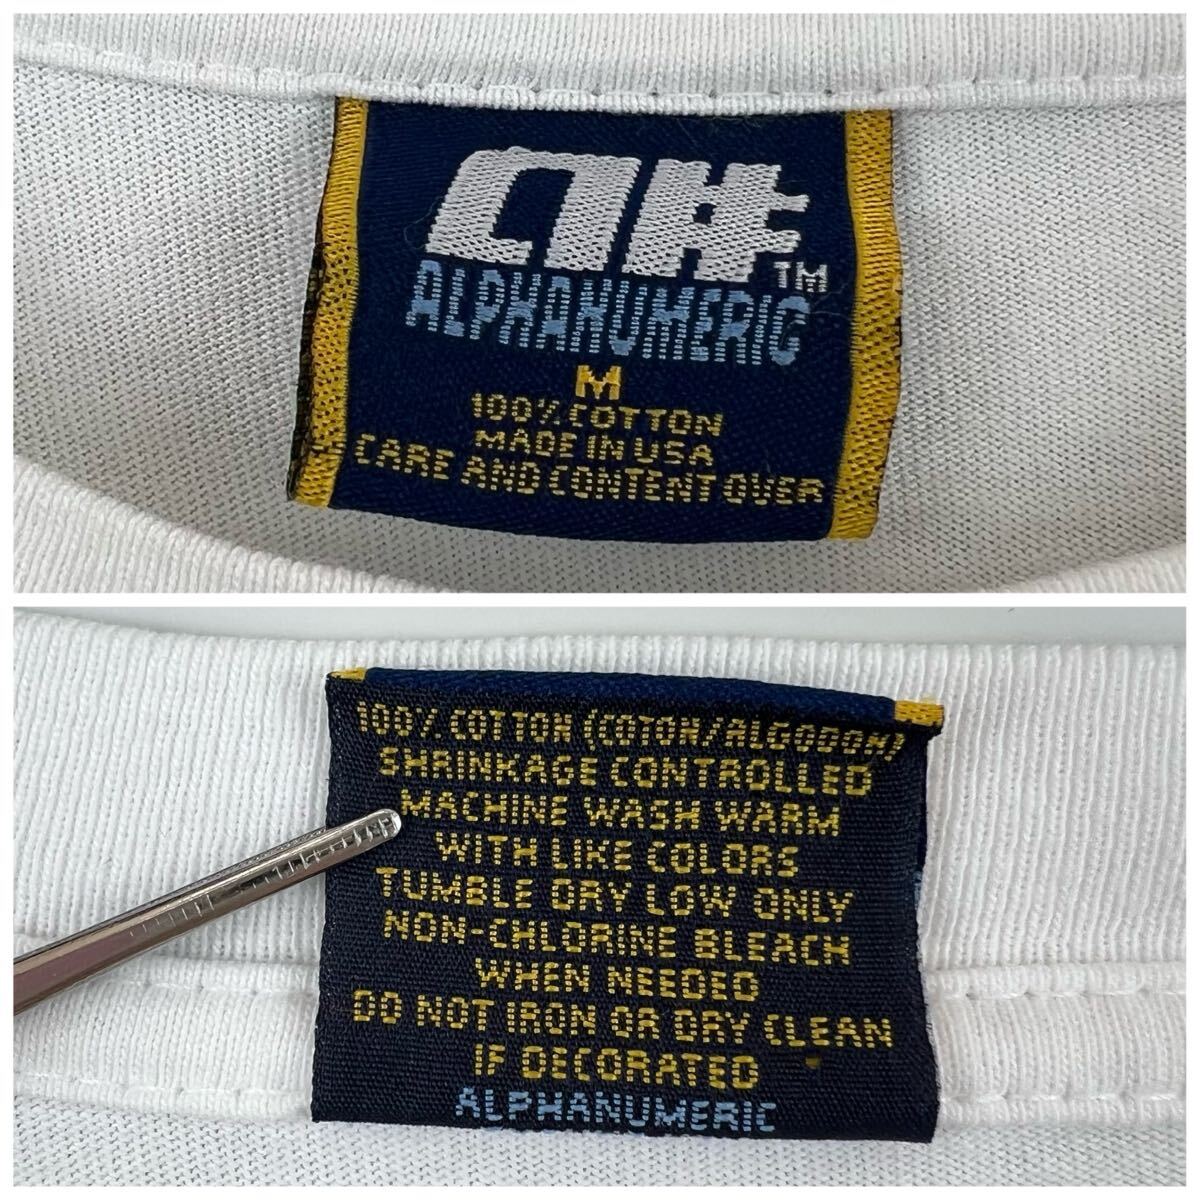 TM
ALPHANUMERIC
M
100% COTTON
MADE IN USA
CARE AND CONTENT OVER
100% COTTON (COTON/ALGODON)
SHRINKAGE CONTROLLED
MACHINE WASH WARM
WITH LIKE COLORS
TUMBLE DRY LOW ONLY
NON-CHLORINE BLEACH
WHEN NEEDED
DO NOT IRON OR DRY CLEAN
IF DECORATED
ALPHANUMERIC